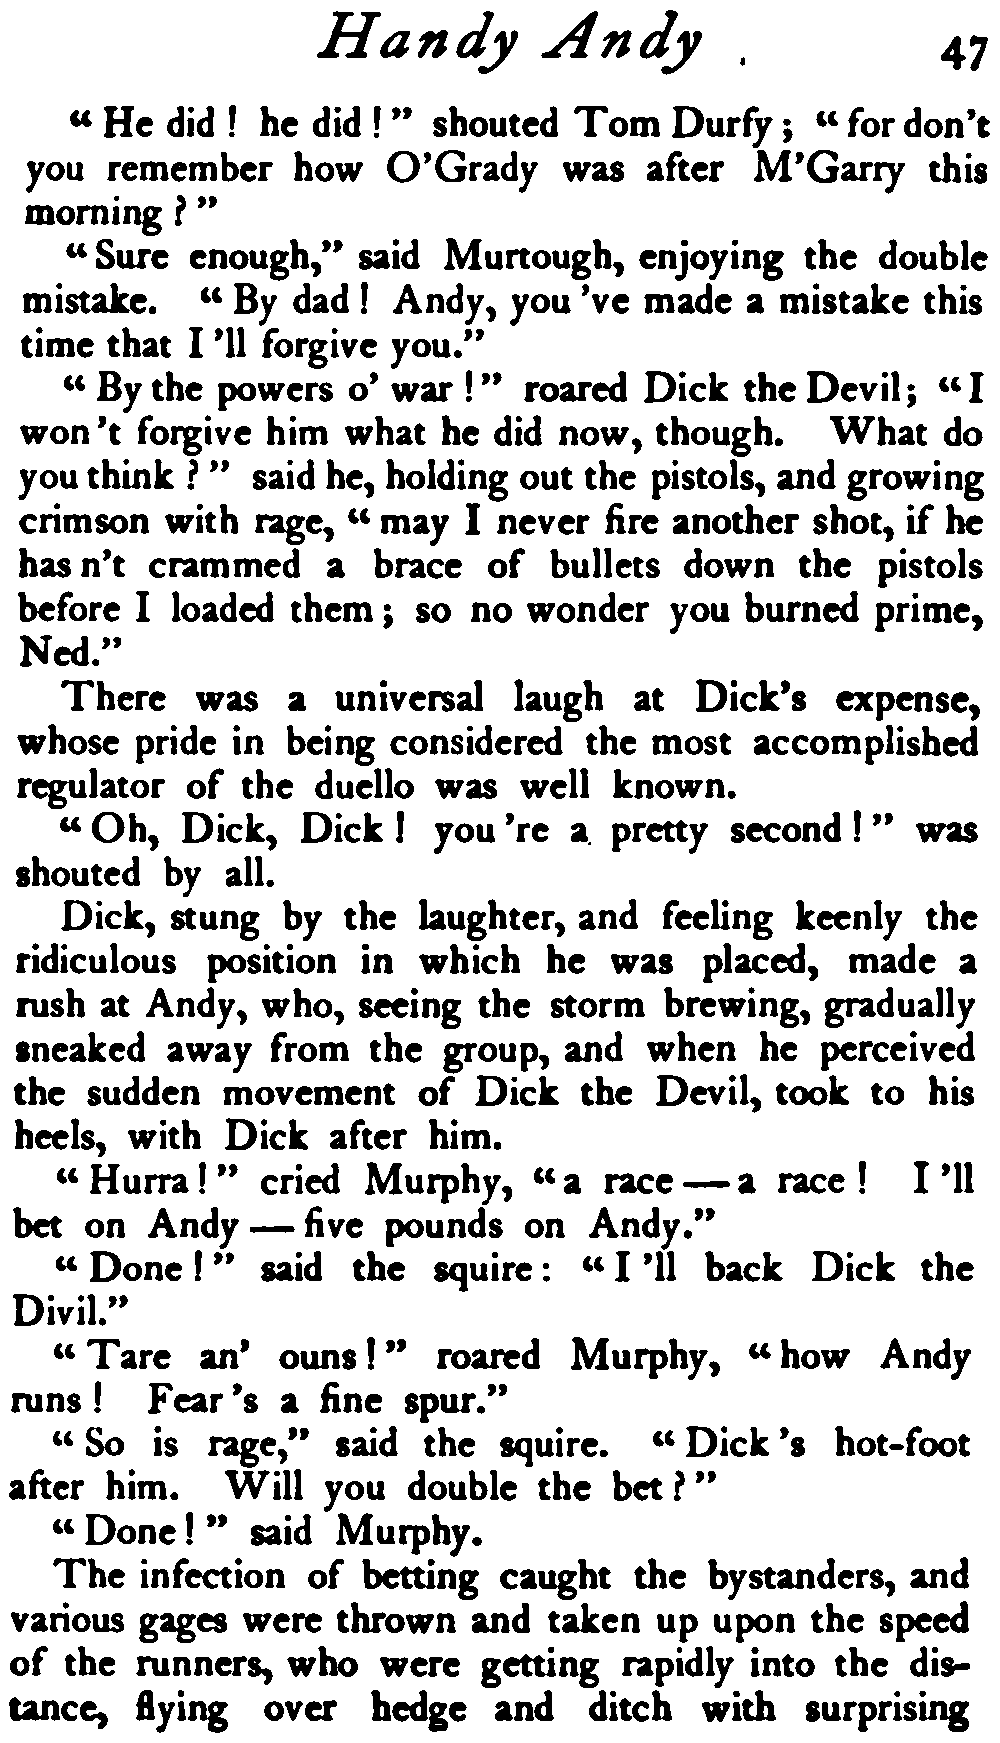 Handy Andy 47
“ He did ! he did ! ” shouted Tom Durfy ; “ for don’t
you remember how O’Grady was after M’Garry this
morning ? ”
“ Sure enough,” said Murtough, enjoying the double
mistake. “ By dad ! Andy, you ’ve made a mistake this
time that I ’ll forgive you.”
“ By the powers o’ war ! ” roared Dick the Devil ; “ I
won ’t forgive him what he did now, though. What do
you think ? ” said he, holding out the pistols, and growing
crimson with rage, “ may I never fire another shot, if he
has n’t crammed a brace of bullets down the pistols
before I loaded them ; so no wonder you burned prime,
Ned.”
There was a universal laugh at Dick’s expense,
whose pride in being considered the most accomplished
regulator of the duello was well known.
“ Oh, Dick, Dick ! you ’re a pretty second ! ” was
shouted by all.
Dick, stung by the laughter, and feeling keenly the
ridiculous position in which he was placed, made a
rush at Andy, who, seeing the storm brewing, gradually
sneaked away from the group, and when he perceived
the sudden movement of Dick the Devil, took to his
heels, with Dick after him.
“ Hurra ! ” cried Murphy, “ a race — a race ! I ’ll
bet on Andy — five pounds on Andy.”
“ Done ! ” said the squire : “ I ’ll back Dick the
Divil.”
“ Tare an’ ouns ! ” roared Murphy, “ how Andy
runs ! Fear ’s a fine spur.”
“ So is rage,” said the squire. “ Dick ’s hot-foot
after him. Will you double the bet ? ”
“ Done ! ” said Murphy.
The infection of betting caught the bystanders, and
various gages were thrown and taken up upon the speed
of the runners, who were getting rapidly into the dis-
tance, flying over hedge and ditch with surprising